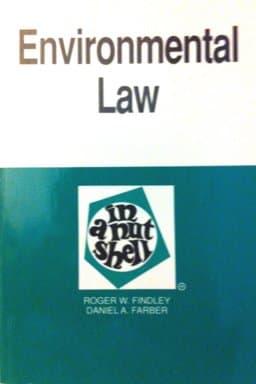 Environmental
Law
in
a nut
shell
®
ROGER W. FINDLEY
DANIEL A. FARBER